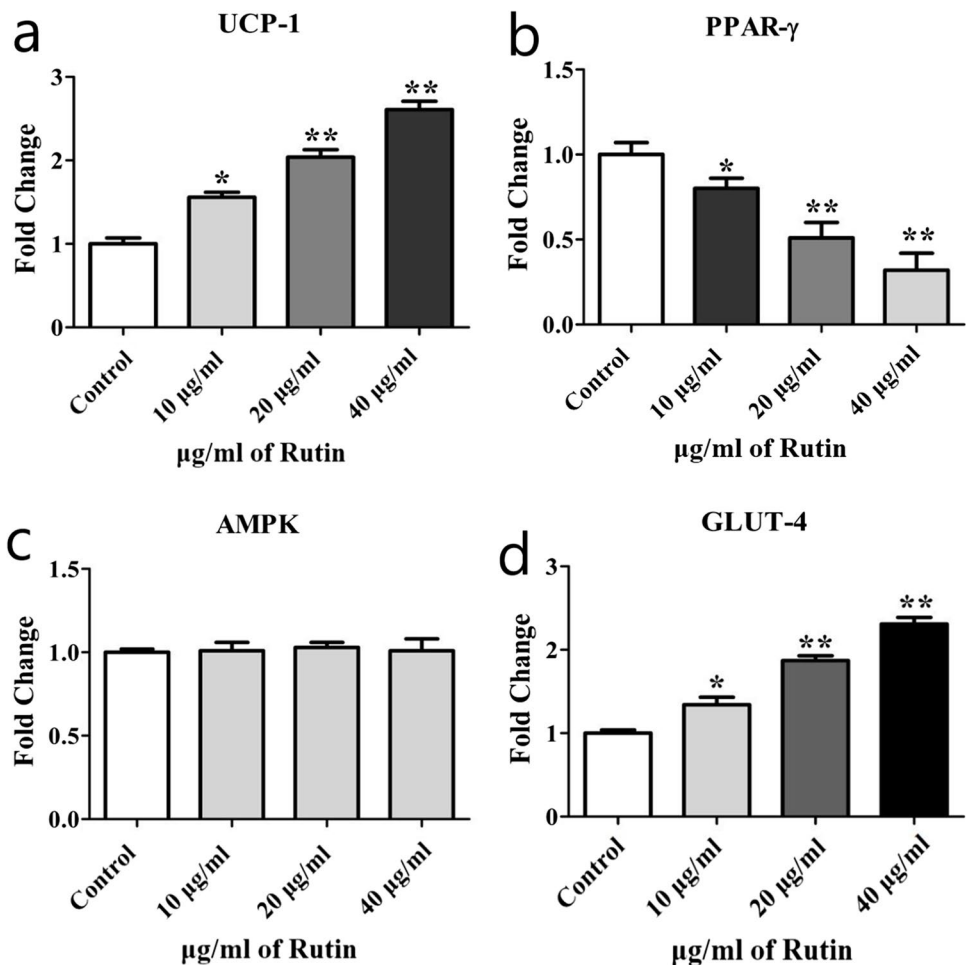 a
UCP-1
Fold Change
3
2
1
0
*
**
**
Control
10 µg/ml
20 µg/ml
40 µg/ml
µg/ml of Rutin
b
PPAR-γ
Fold Change
1.5
1.0
0.5
0.0
*
**
**
Control
10 µg/ml
20 µg/ml
40 µg/ml
µg/ml of Rutin
c
AMPK
Fold Change
1.5
1.0
0.5
0.0
Control
10 µg/ml
20 µg/ml
40 µg/ml
µg/ml of Rutin
d
GLUT-4
Fold Change
3
2
1
0
*
**
**
Control
10 µg/ml
20 µg/ml
40 µg/ml
µg/ml of Rutin